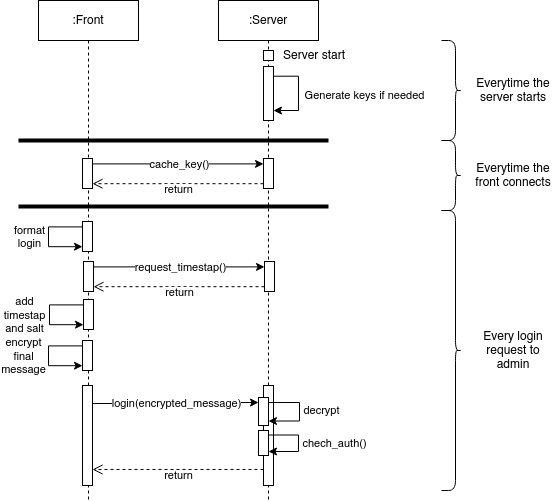 :Front
:Server
Server start
Generate keys if needed
Everytime the
server starts
cache_key()
return
Everytime the
front connects
format
login
request_timestap()
return
add
timestap
and salt
encrypt
final
message
Every login
request to
admin
login(encrypted_message)
decrypt
chech_auth()
return